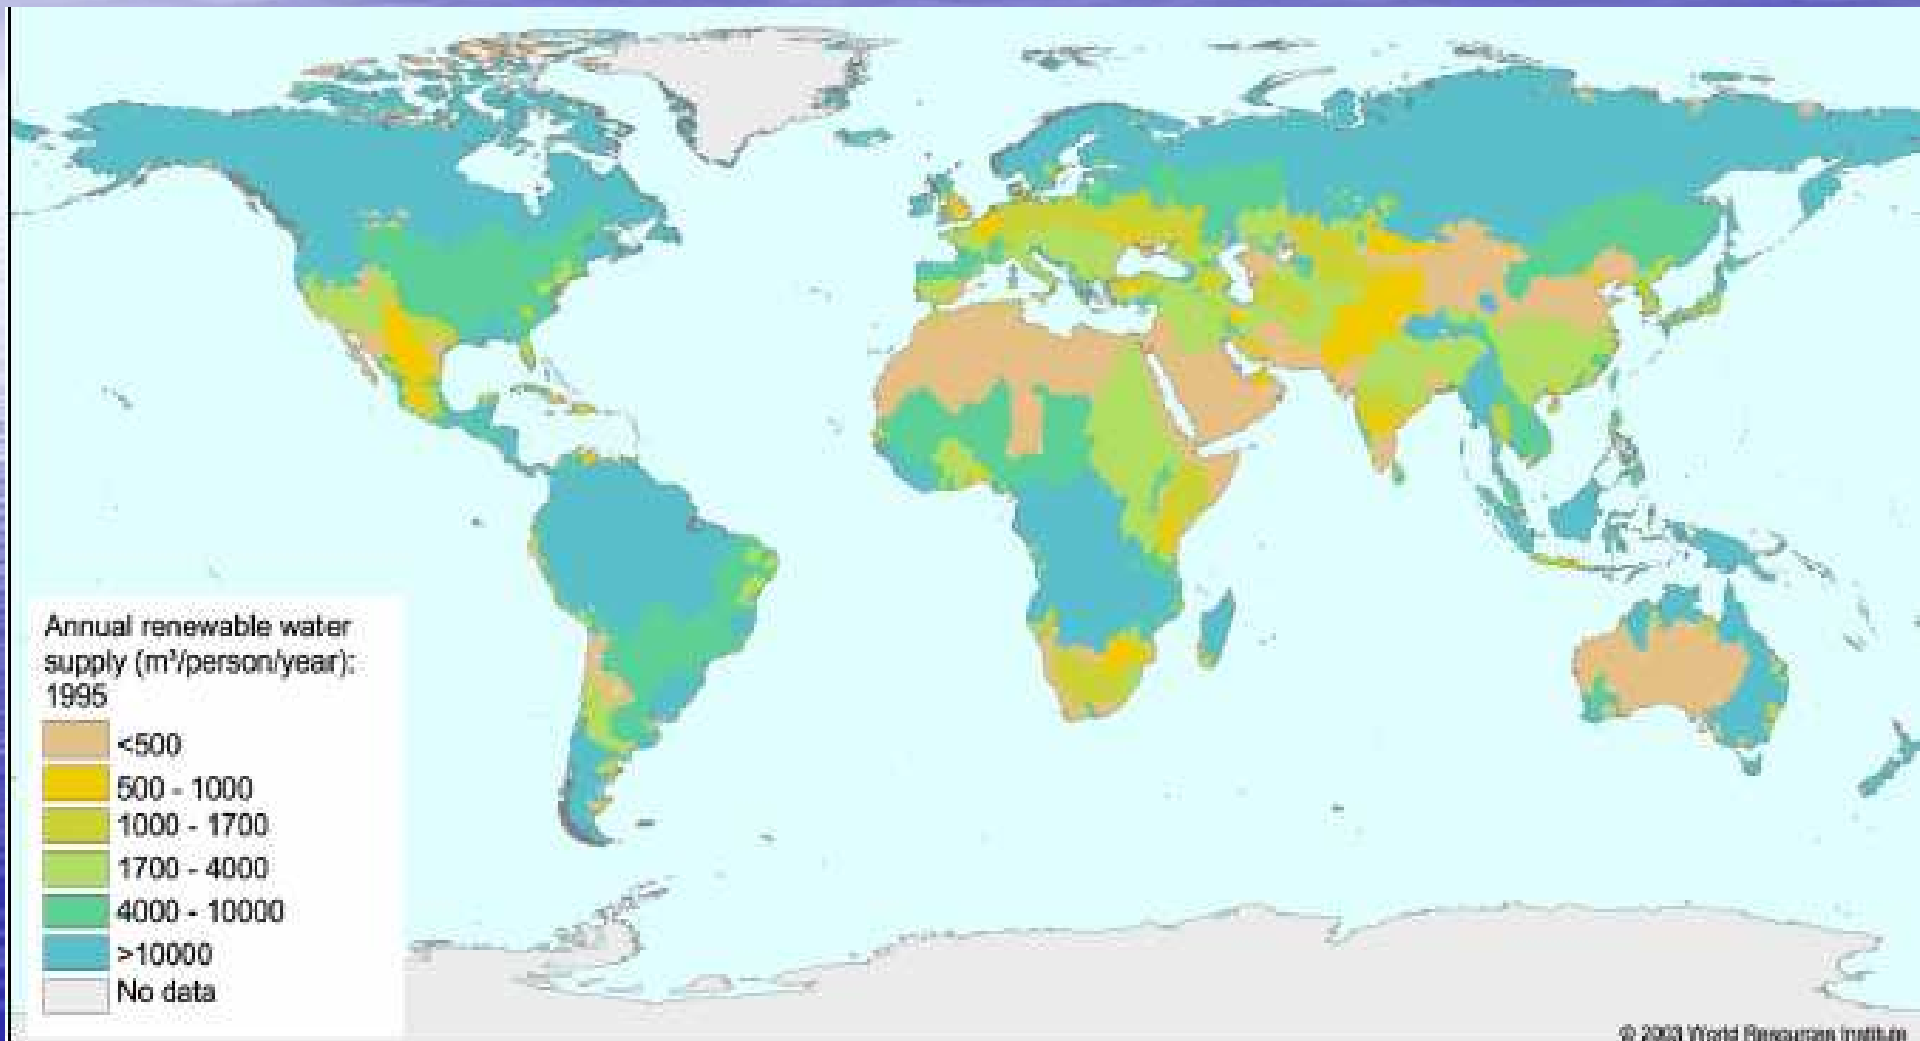 Annual renewable water
supply (m³/person/year):
1995
<500
500 - 1000
1000 - 1700
1700 - 4000
4000 - 10000
>10000
No data
© 2003 World Resources Institute